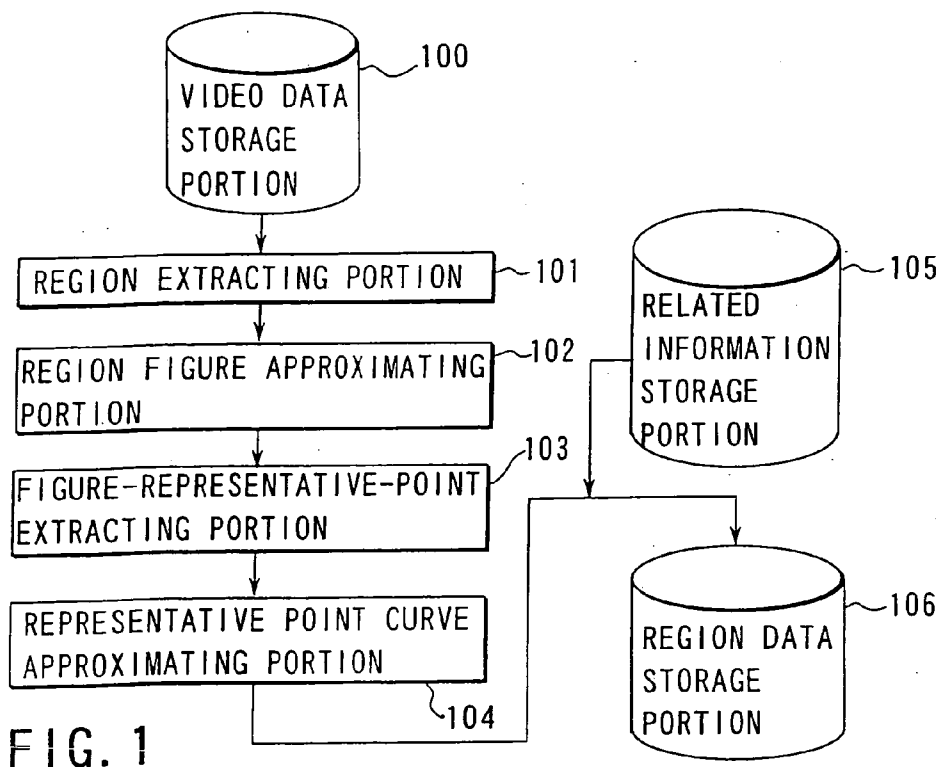 100
VIDEO DATA
STORAGE
PORTION
REGION EXTRACTING PORTION
101
REGION FIGURE APPROXIMATING
PORTION
102
FIGURE-REPRESENTATIVE-POINT
EXTRACTING PORTION
103
REPRESENTATIVE POINT CURVE
APPROXIMATING PORTION
104
105
RELATED
INFORMATION
STORAGE
PORTION
106
REGION DATA
STORAGE
PORTION
FIG. 1